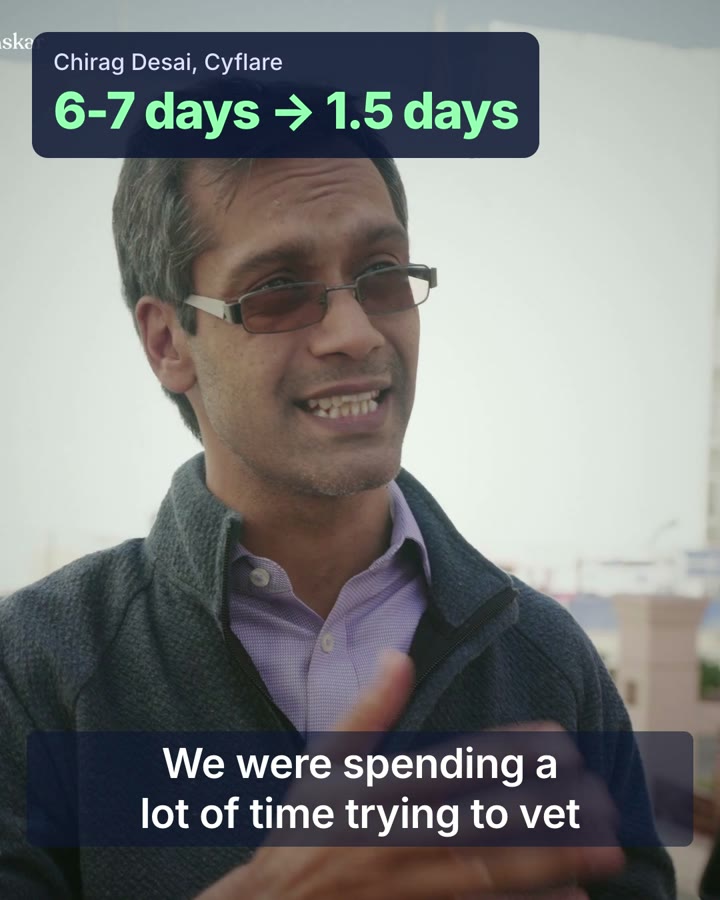 Chirag Desai, Cyflare
6-7 days → 1.5 days
We were spending a
lot of time trying to vet